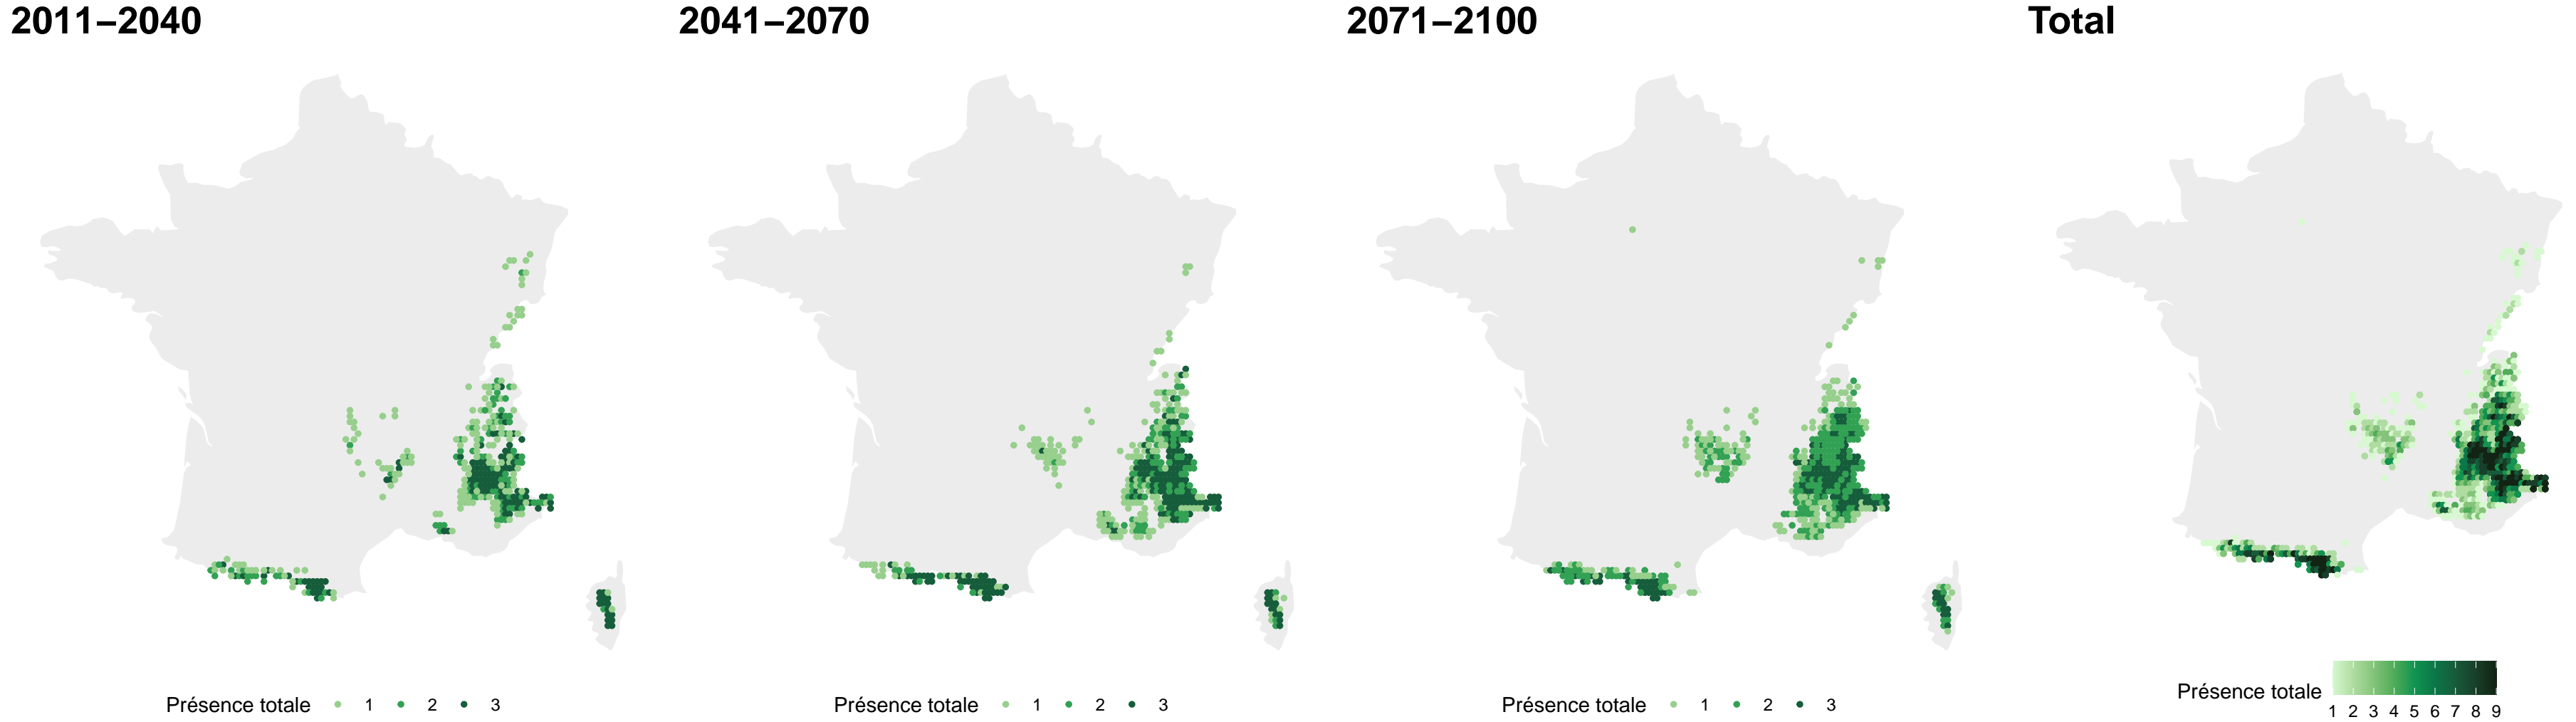 2011–2040
2041–2070
2071–2100
Total
Présence totale 1 2 3
Présence totale 1 2 3
Présence totale 1 2 3
Présence totale
1 2 3 4 5 6 7 8 9